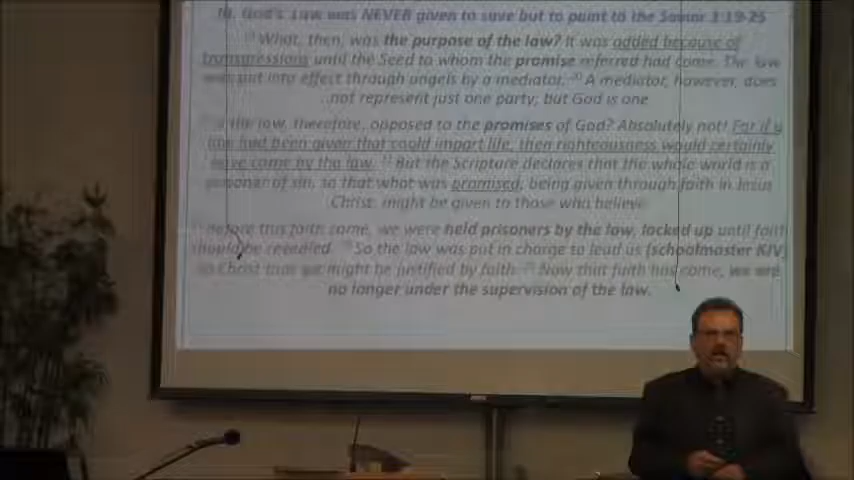 God's Law was NEVER given to save but to point to the Savior 3:19-25
What, then, was the purpose of the law? It was added because of
transgressions until the Seed to whom the promise referred had come. The law
was put into effect through angels by a mediator. A mediator, however, does
not represent just one party; but God is one
the law, therefore, opposed to the promises of God? Absolutely not! For if a
law had been given that could impart life, then righteousness would certainly
have come by the law. But the Scripture declares that the whole world is a
prisoner of sin, so that what was promised, being given through faith in Jesus
Christ, might be given to those who believe
Before this faith came, we were held prisoners by the law, locked up until faith
should be revealed. So the law was put in charge to lead us (schoolmaster KJV)
to Christ that we might be justified by faith. Now that faith has come, we are
no longer under the supervision of the law.